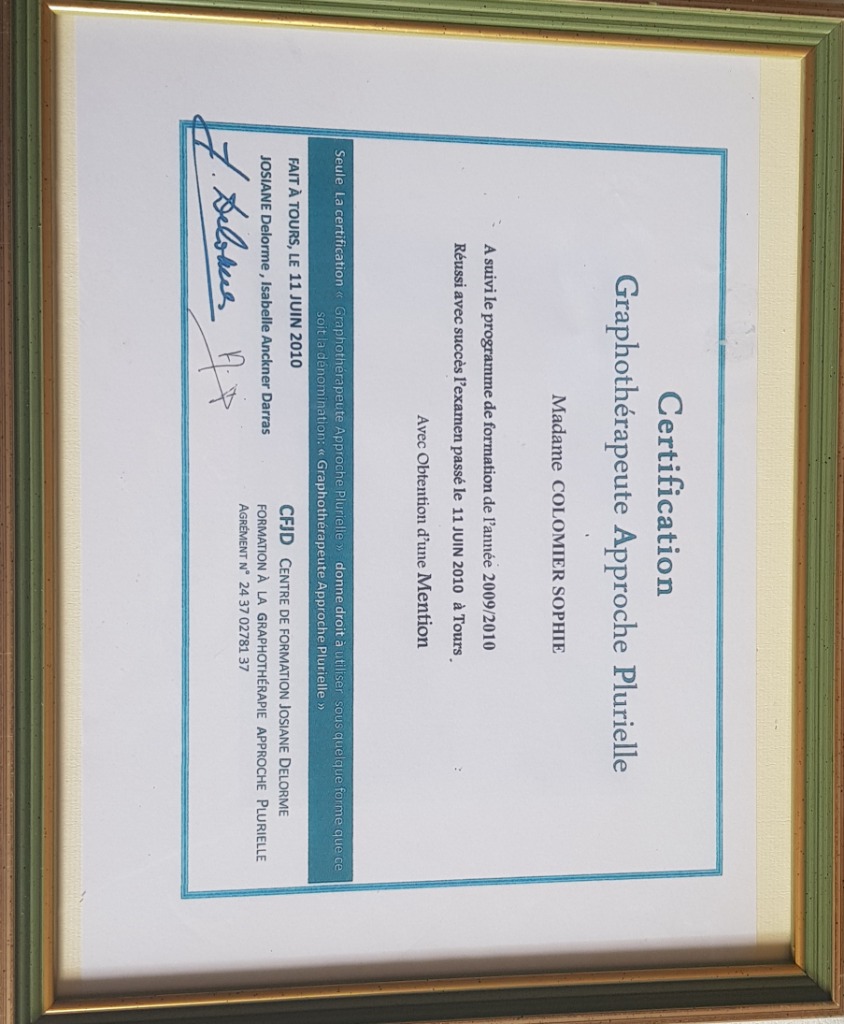 Certification
Graphothérapeute Approche Plurielle
Madame COLOMIER SOPHIE
A suivi le programme de formation de l'année 2009/2010
Réussi avec succès l'examen passé le 11 JUIN 2010 à Tours.
Avec Obtention d'une Mention
Seule La certification « Graphothérapeute Approche Plurielle » donne droit à utiliser sous quelque forme que ce
soit la dénomination: « Graphothérapeute Approche Plurielle »
FAIT À TOURS, LE 11 JUIN 2010
JOSIANE Delorme , Isabelle Anckner Darras
J. Delorme
CFJD CENTRE DE FORMATION JOSIANE DELORME
FORMATION À LA GRAPHOTHÉRAPIE APPROCHE PLURIELLE
AGRÉMENT N° 24 37 02781 37